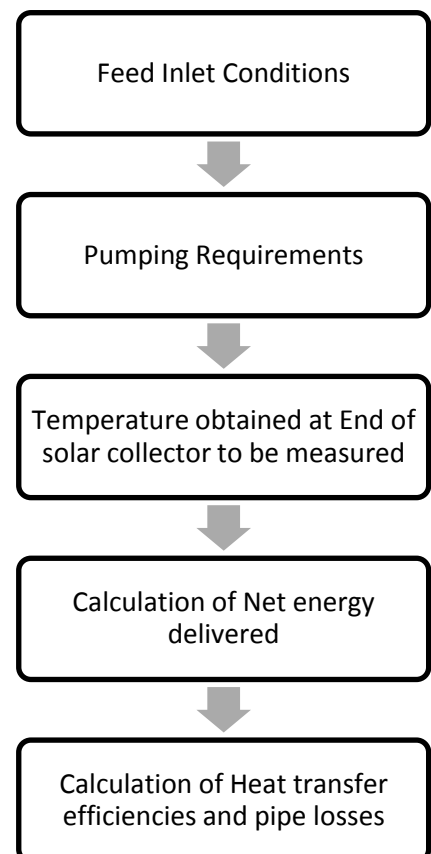 Feed Inlet Conditions
Pumping Requirements
Temperature obtained at End of
solar collector to be measured
Calculation of Net energy
delivered
Calculation of Heat transfer
efficiencies and pipe losses